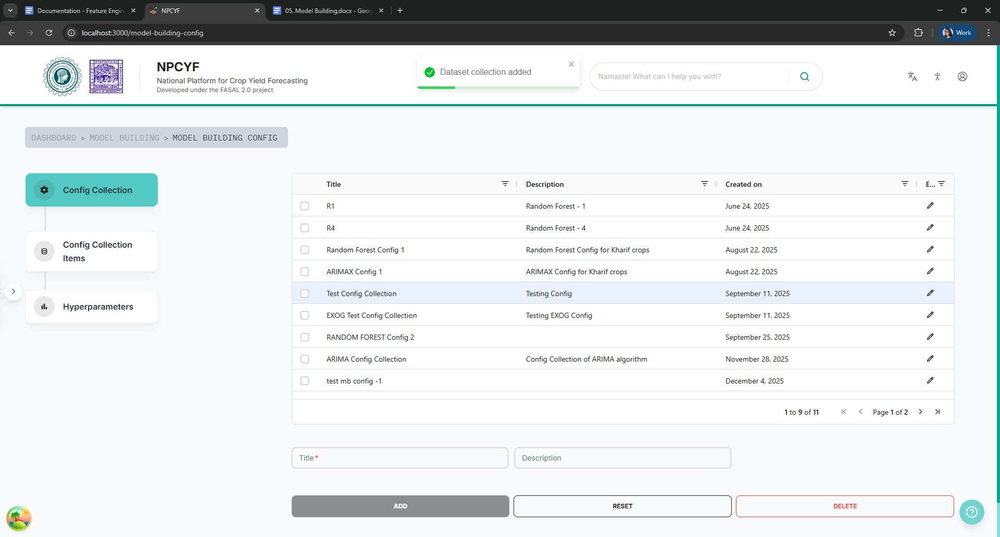 Documentation - Feature Engin
NPCYF
05. Model Building.docx - Goog
localhost:3000/model-building-config
Work
NPCYF
National Platform for Crop Yield Forecasting
Developed under the FASAL 2.0 project
Dataset collection added
Namaste! What can I help you with?
DASHBOARD > MODEL BUILDING > MODEL BUILDING CONFIG
Config Collection
Config Collection
Items
Hyperparameters
Title Description Created on E...
R1 Random Forest - 1 June 24, 2025
R4 Random Forest - 4 June 24, 2025
Random Forest Config 1 Random Forest Config for Kharif crops August 22, 2025
ARIMAX Config 1 ARIMAX Config for Kharif crops August 22, 2025
Test Config Collection Testing Config September 11, 2025
EXOG Test Config Collection Testing EXOG Config September 11, 2025
RANDOM FOREST Config 2 September 25, 2025
ARIMA Config Collection Config Collection of ARIMA algorithm November 28, 2025
test mb config -1 December 4, 2025
1 to 9 of 11 Page 1 of 2
Title* Description
ADD RESET DELETE